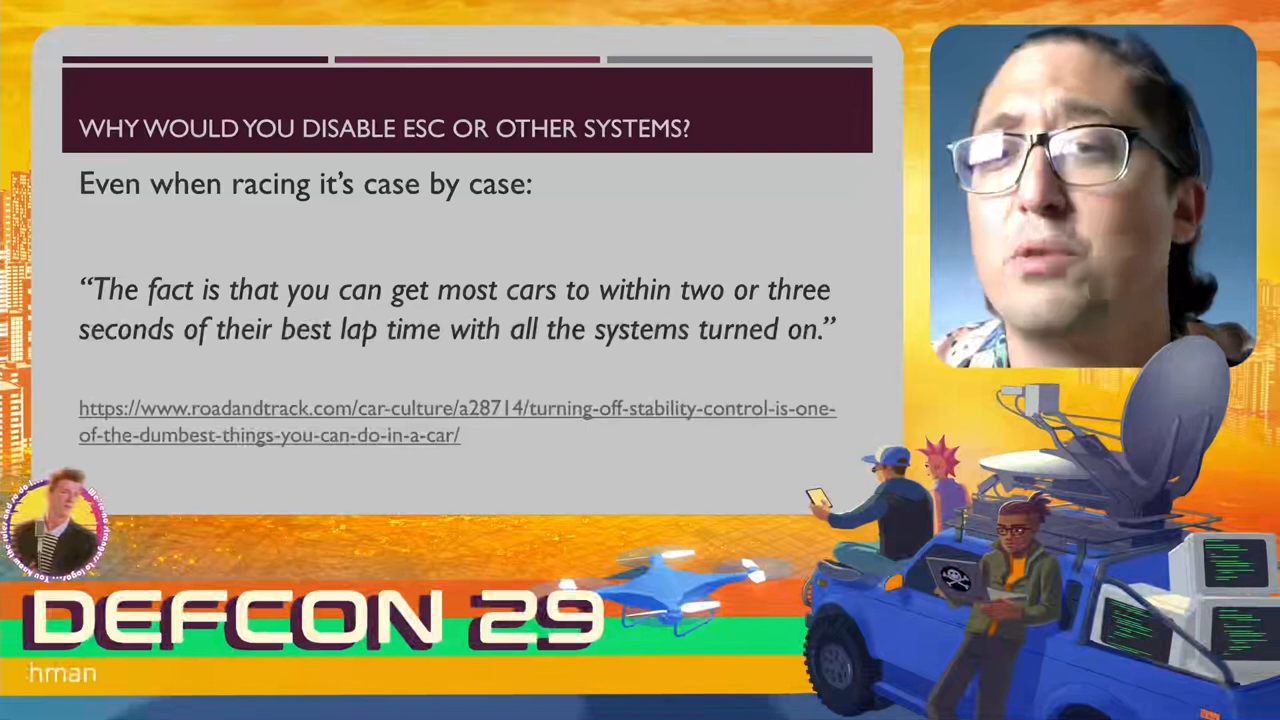 WHY WOULD YOU DISABLE ESC OR OTHER SYSTEMS?
Even when racing it’s case by case:
“The fact is that you can get most cars to within two or three
seconds of their best lap time with all the systems turned on.”
https://www.roadandtrack.com/car-culture/a28714/turning-off-stability-control-is-one-
of-the-dumbest-things-you-can-do-in-a-car/
DEFCON 29
hman